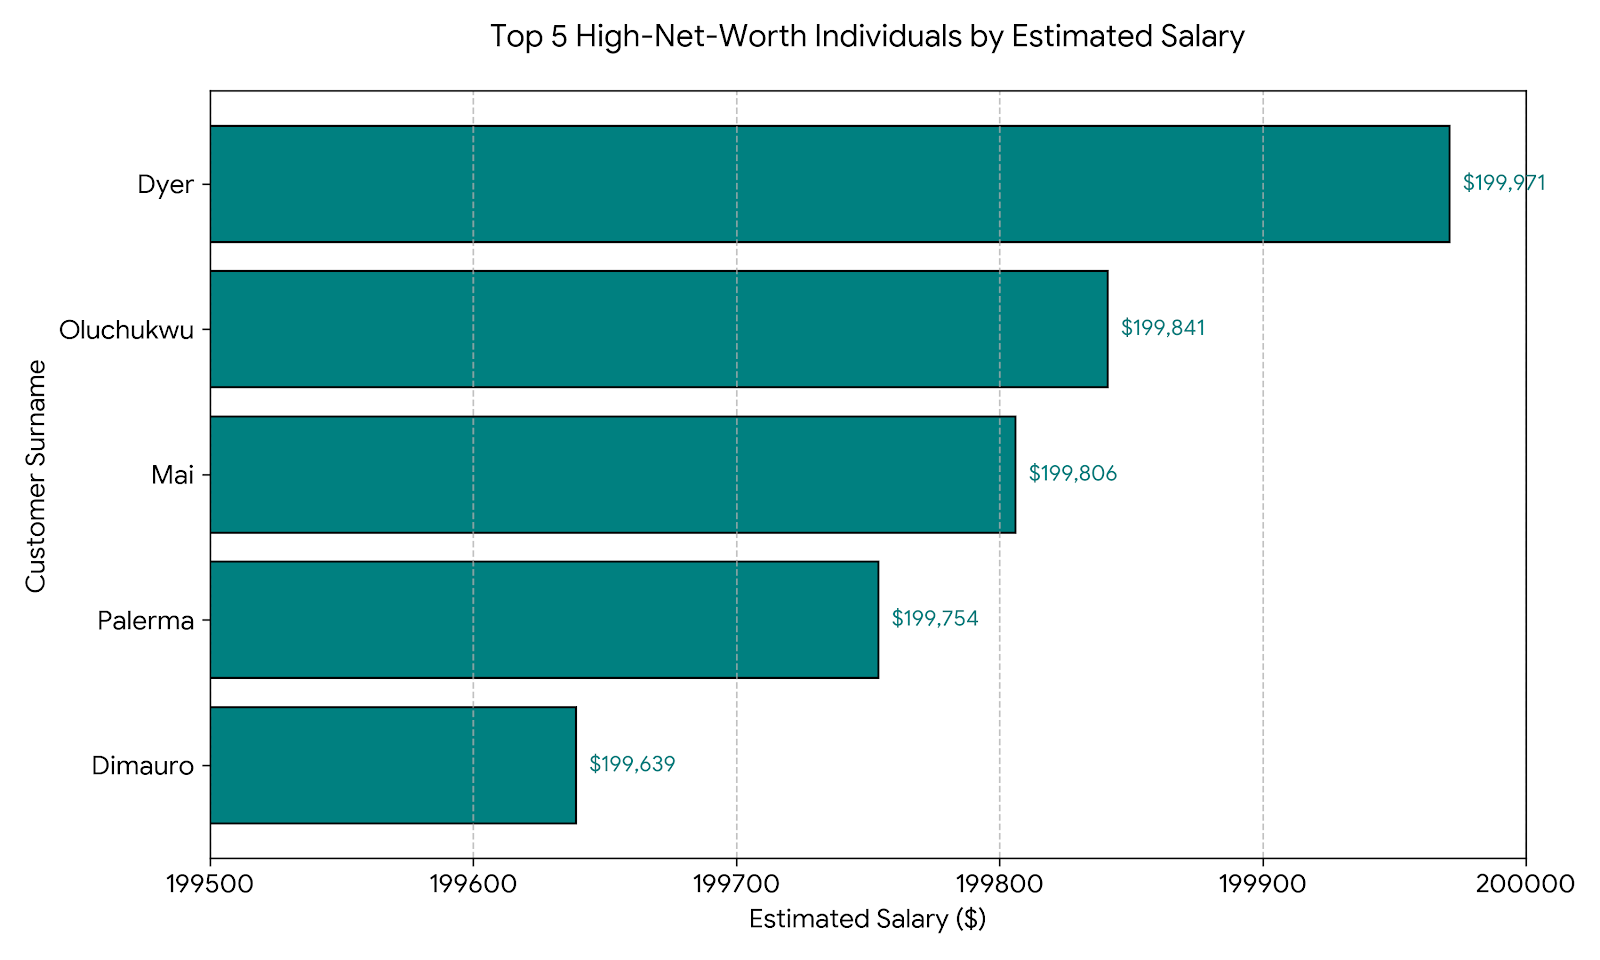 Top 5 High-Net-Worth Individuals by Estimated Salary
Customer Surname
Dyer
$199,971
Oluchukwu
$199,841
Mai
$199,806
Palerma
$199,754
Dimauro
$199,639
199500
199600
199700
199800
199900
200000
Estimated Salary ($)